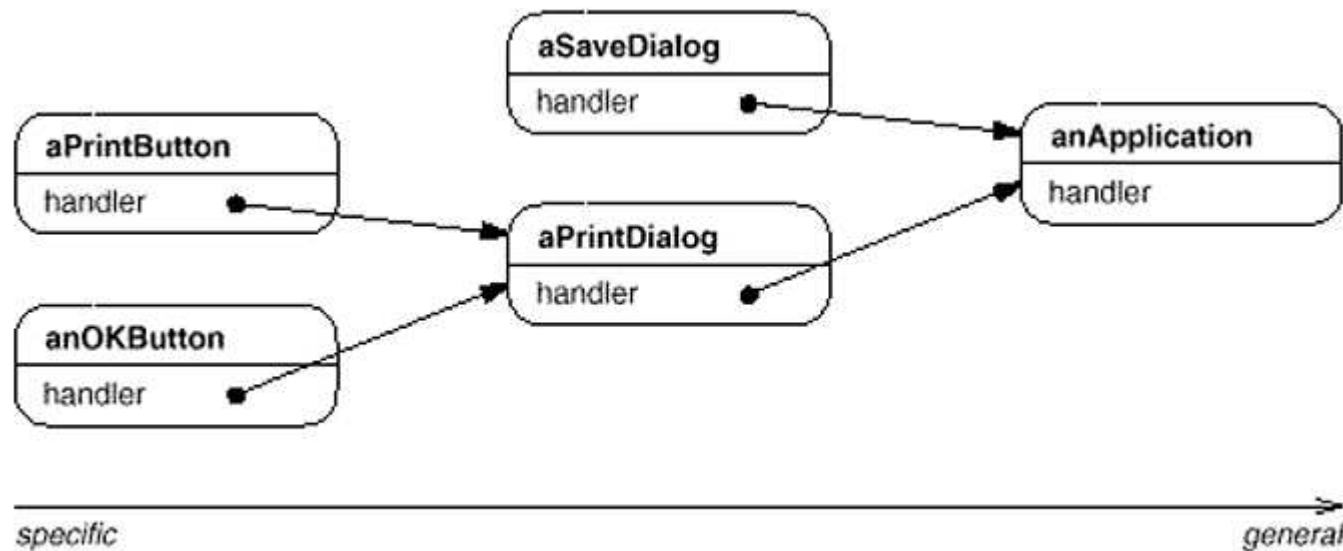 aSaveDialog
handler
aPrintButton
handler
anApplication
handler
aPrintDialog
handler
anOKButton
handler
specific
general